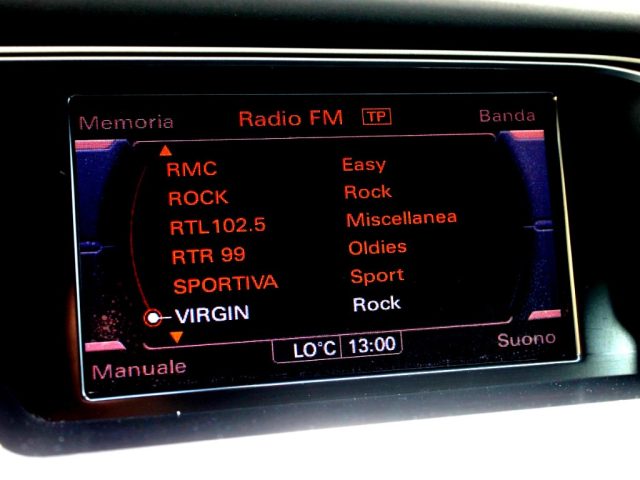 Memoria Radio FM TP Banda
RMC Easy
ROCK Rock
RTL102.5 Miscellanea
RTR 99 Oldies
SPORTIVA Sport
VIRGIN Rock
Manuale LO°C 13:00 Suono